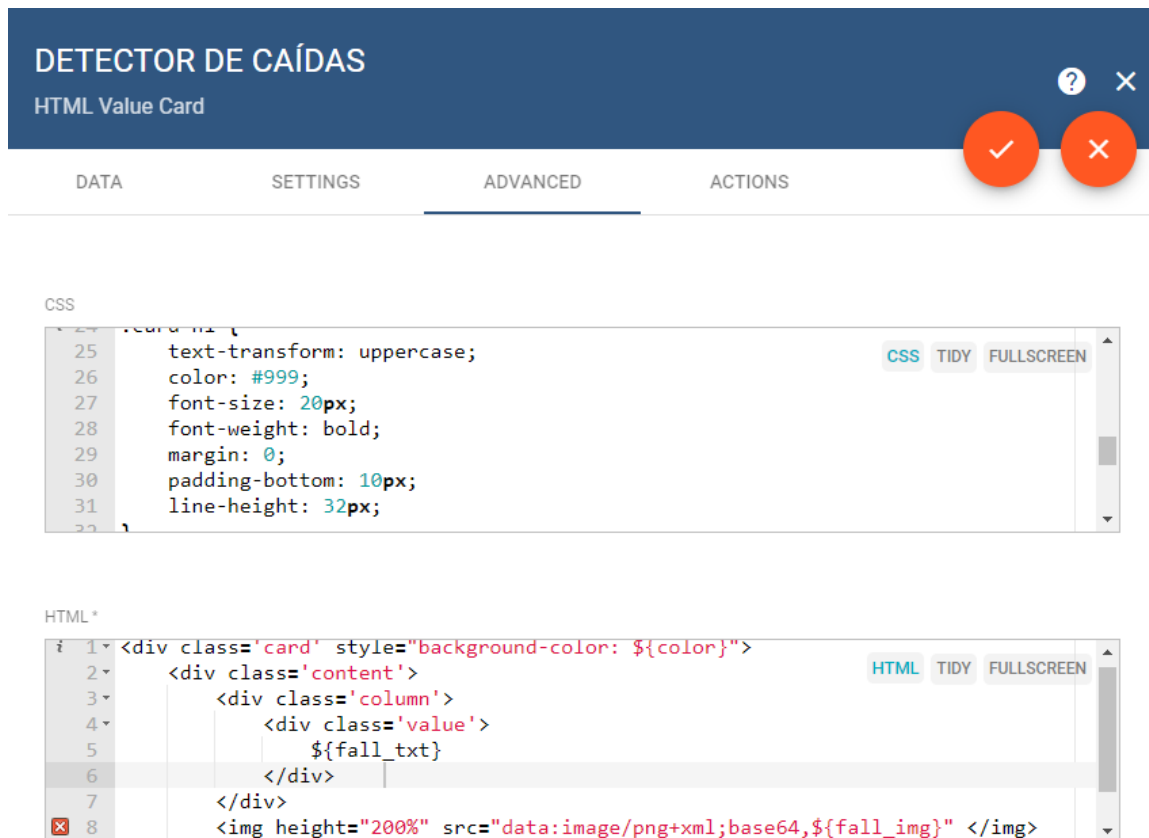 DETECTOR DE CAÍDAS
HTML Value Card
DATA SETTINGS ADVANCED ACTIONS
CSS
24 .card h1 {
CSS TIDY FULLSCREEN
25 text-transform: uppercase;
26 color: #999;
27 font-size: 20px;
28 font-weight: bold;
29 margin: 0;
30 padding-bottom: 10px;
31 line-height: 32px;
32 }
HTML *
1 <div class='card' style="background-color: ${color}">
HTML TIDY FULLSCREEN
2 <div class='content'>
3 <div class='column'>
4 <div class='value'>
5 ${fall_txt}
6 </div>
7 </div>
8 <img height="200%" src="data:image/png+xml;base64,${fall_img}" </img>